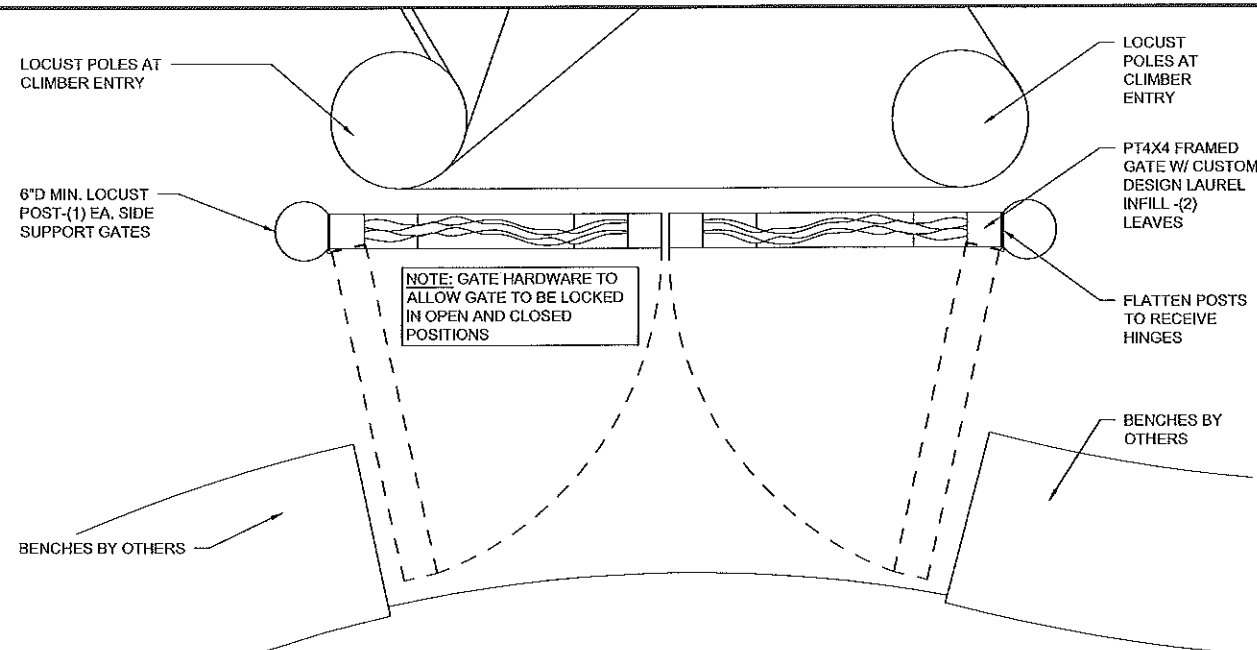 LOCUST POLES AT
CLIMBER ENTRY
LOCUST
POLES AT
CLIMBER
ENTRY
6"D MIN. LOCUST
POST-(1) EA. SIDE
SUPPORT GATES
PT4X4 FRAMED
GATE W/ CUSTOM
DESIGN LAUREL
INFILL -(2)
LEAVES
NOTE: GATE HARDWARE TO
ALLOW GATE TO BE LOCKED
IN OPEN AND CLOSED
POSITIONS
FLATTEN POSTS
TO RECEIVE
HINGES
BENCHES BY
OTHERS
BENCHES BY OTHERS